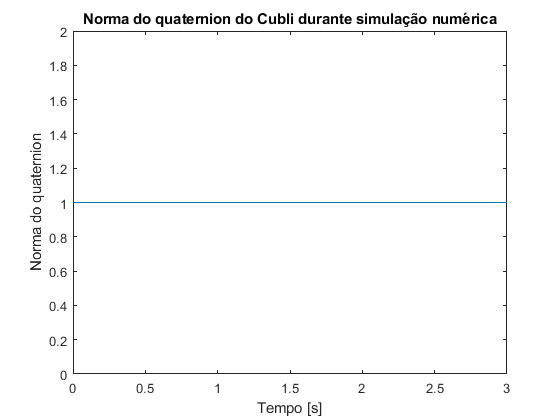 Norma do quaternion do Cubli durante simulação numérica
2
1.8
1.6
1.4
1.2
1
0.8
0.6
0.4
0.2
0
Norma do quaternion
0 0.5 1 1.5 2 2.5 3
Tempo [s]